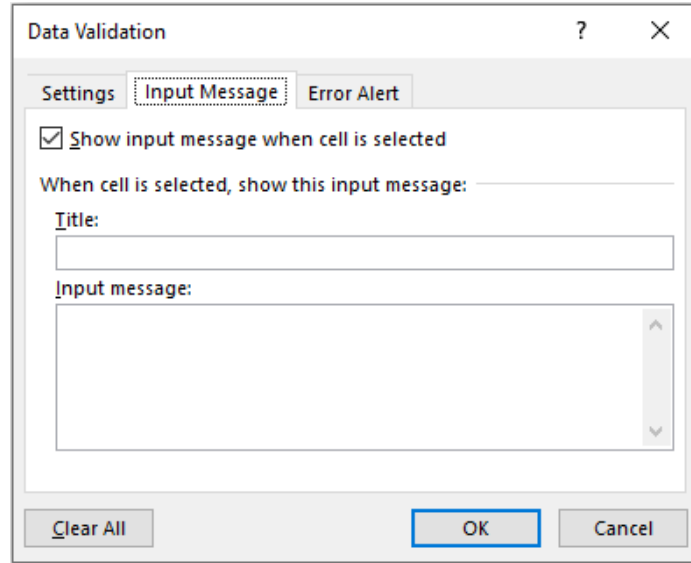 Data Validation ?
Settings Input Message Error Alert
Show input message when cell is selected
When cell is selected, show this input message:
Title:
Input message:
Clear All OK Cancel